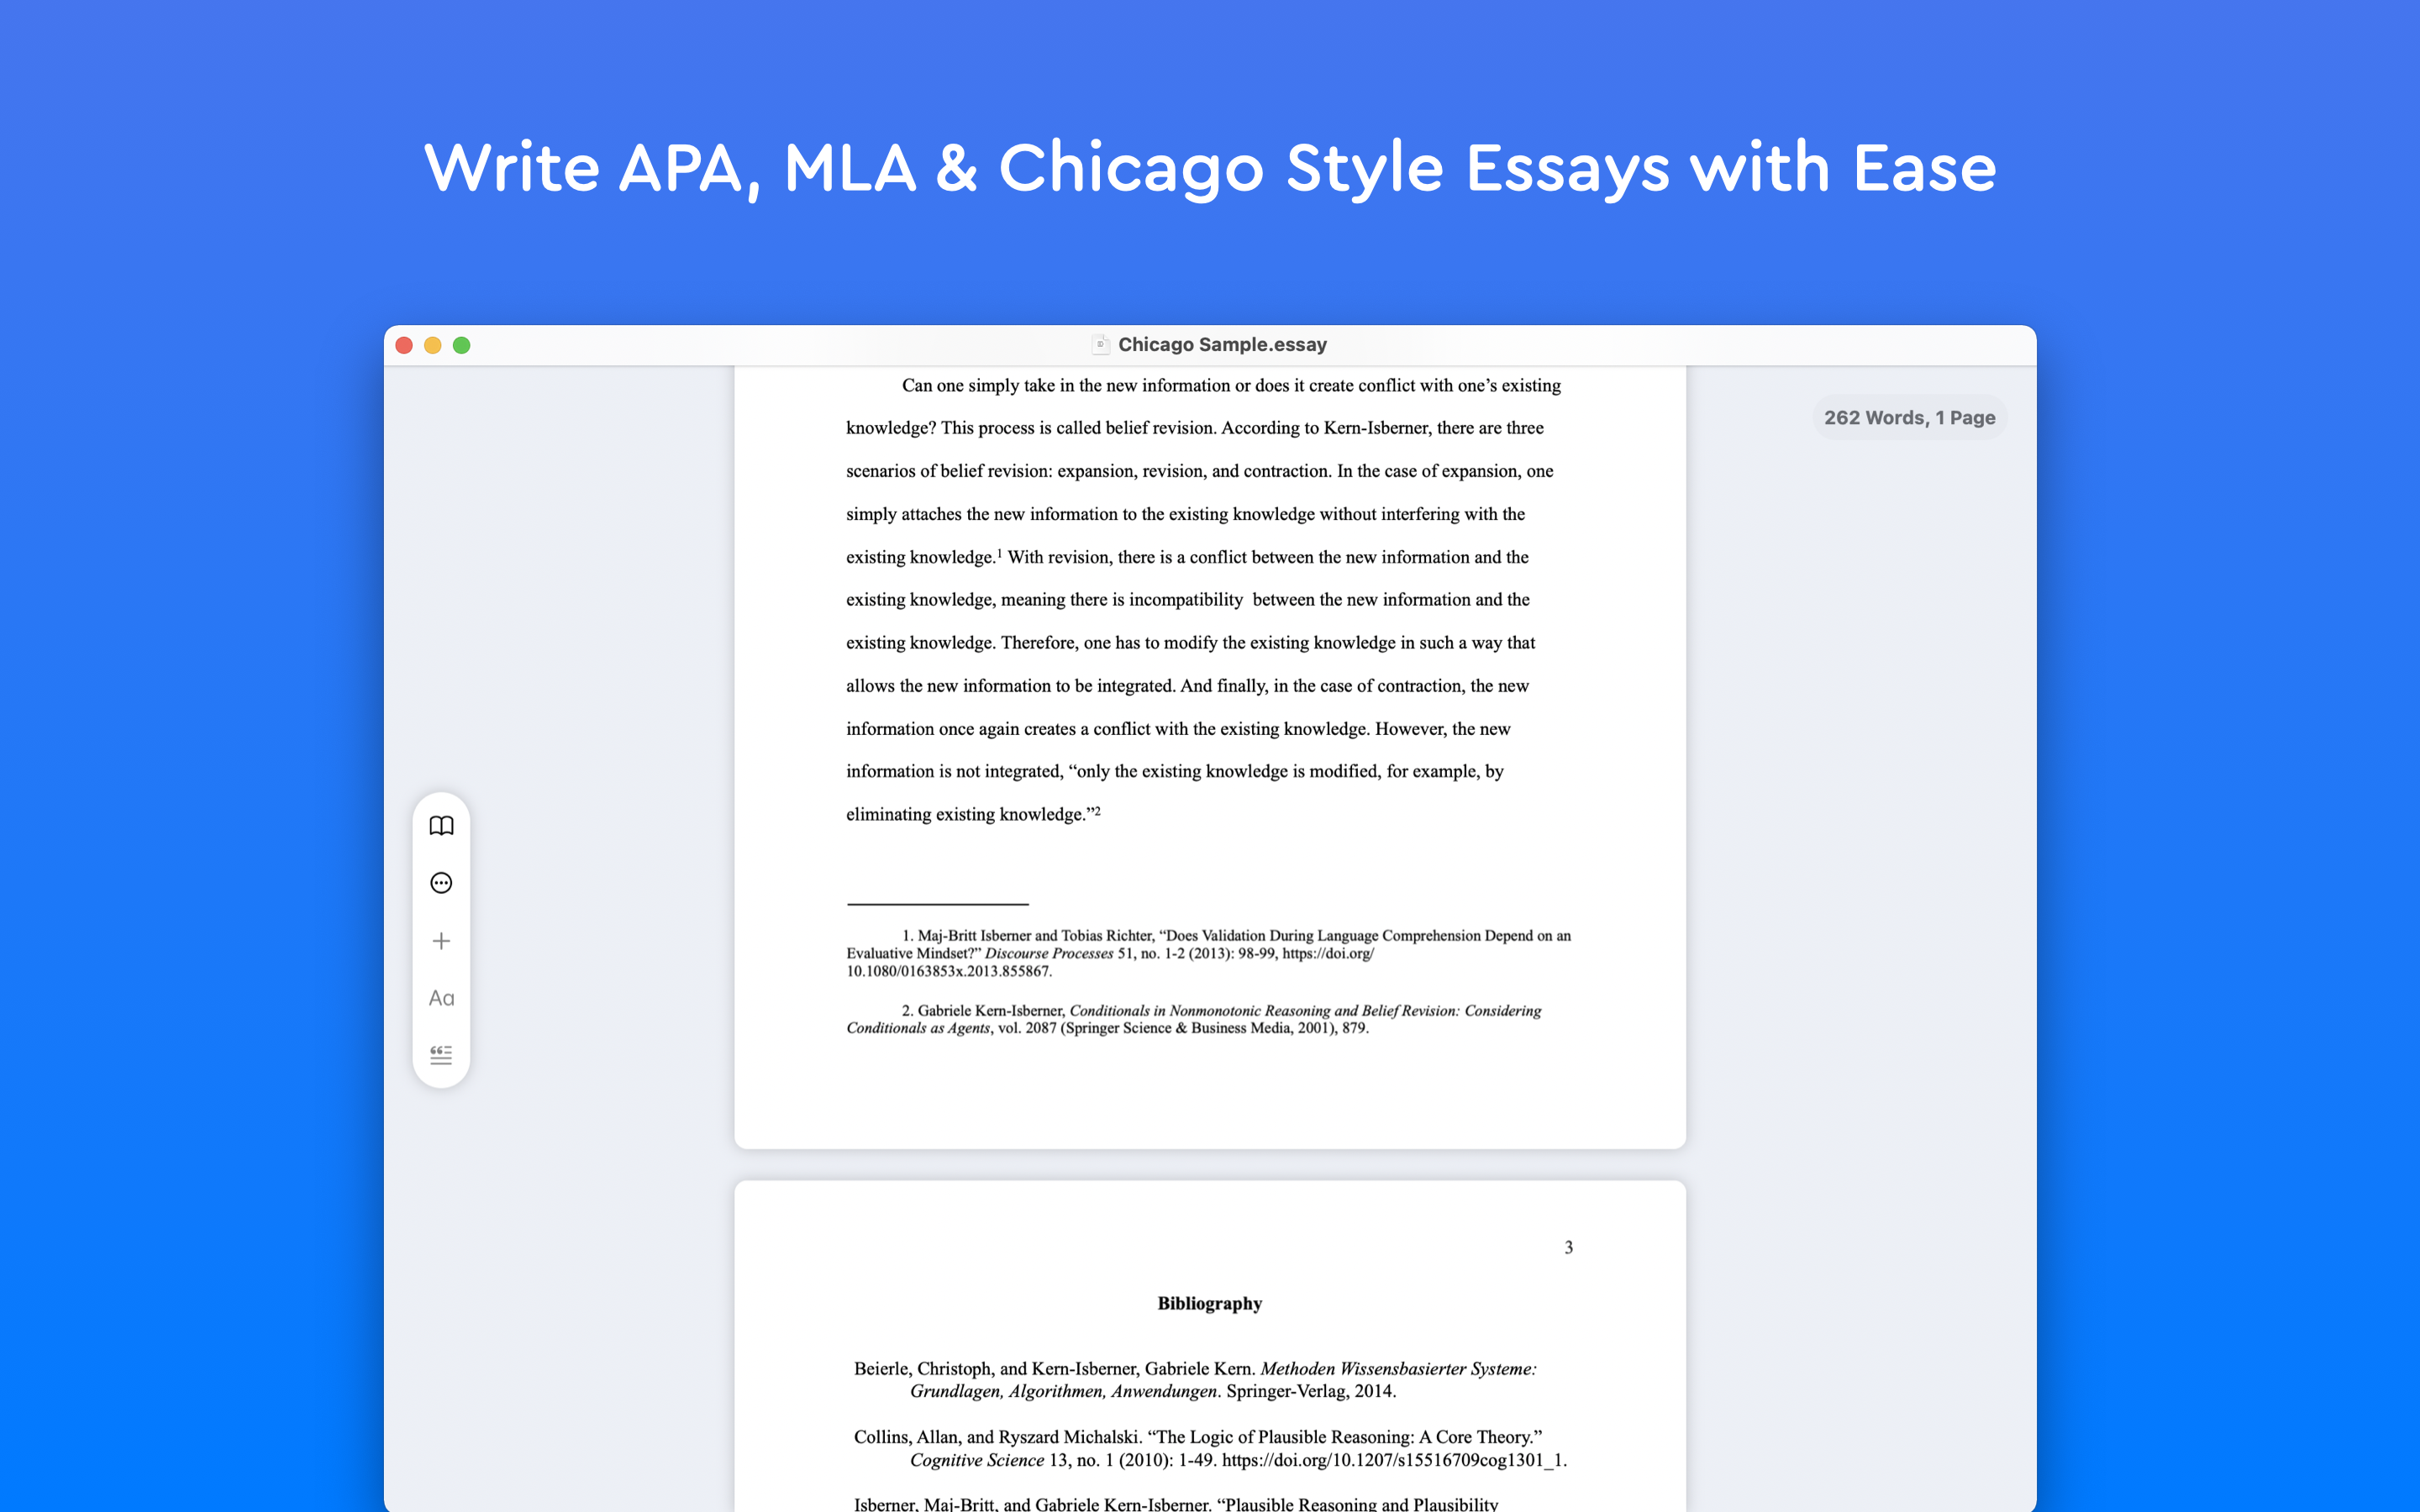 Write APA, MLA & Chicago Style Essays with Ease
Chicago Sample.essay
262 Words, 1 Page
Can one simply take in the new information or does it create conflict with one’s existing
knowledge? This process is called belief revision. According to Kern-Isberner, there are three
scenarios of belief revision: expansion, revision, and contraction. In the case of expansion, one
simply attaches the new information to the existing knowledge without interfering with the
existing knowledge.¹ With revision, there is a conflict between the new information and the
existing knowledge, meaning there is incompatibility  between the new information and the
existing knowledge. Therefore, one has to modify the existing knowledge in such a way that
allows the new information to be integrated. And finally, in the case of contraction, the new
information once again creates a conflict with the existing knowledge. However, the new
information is not integrated, “only the existing knowledge is modified, for example, by
eliminating existing knowledge.”²
Aa
1. Maj-Britt Isberner and Tobias Richter, “Does Validation During Language Comprehension Depend on an
Evaluative Mindset?” Discourse Processes 51, no. 1-2 (2013): 98-99, https://doi.org/
10.1080/0163853x.2013.855867.
2. Gabriele Kern-Isberner, Conditionals in Nonmonotonic Reasoning and Belief Revision: Considering
Conditionals as Agents, vol. 2087 (Springer Science & Business Media, 2001), 879.
3
Bibliography
Beierle, Christoph, and Kern-Isberner, Gabriele Kern. Methoden Wissensbasierter Systeme:
Grundlagen, Algorithmen, Anwendungen. Springer-Verlag, 2014.
Collins, Allan, and Ryszard Michalski. “The Logic of Plausible Reasoning: A Core Theory.”
Cognitive Science 13, no. 1 (2010): 1-49. https://doi.org/10.1207/s15516709cog1301_1.
Isberner, Maj-Britt, and Gabriele Kern-Isberner. “Plausible Reasoning and Plausibility